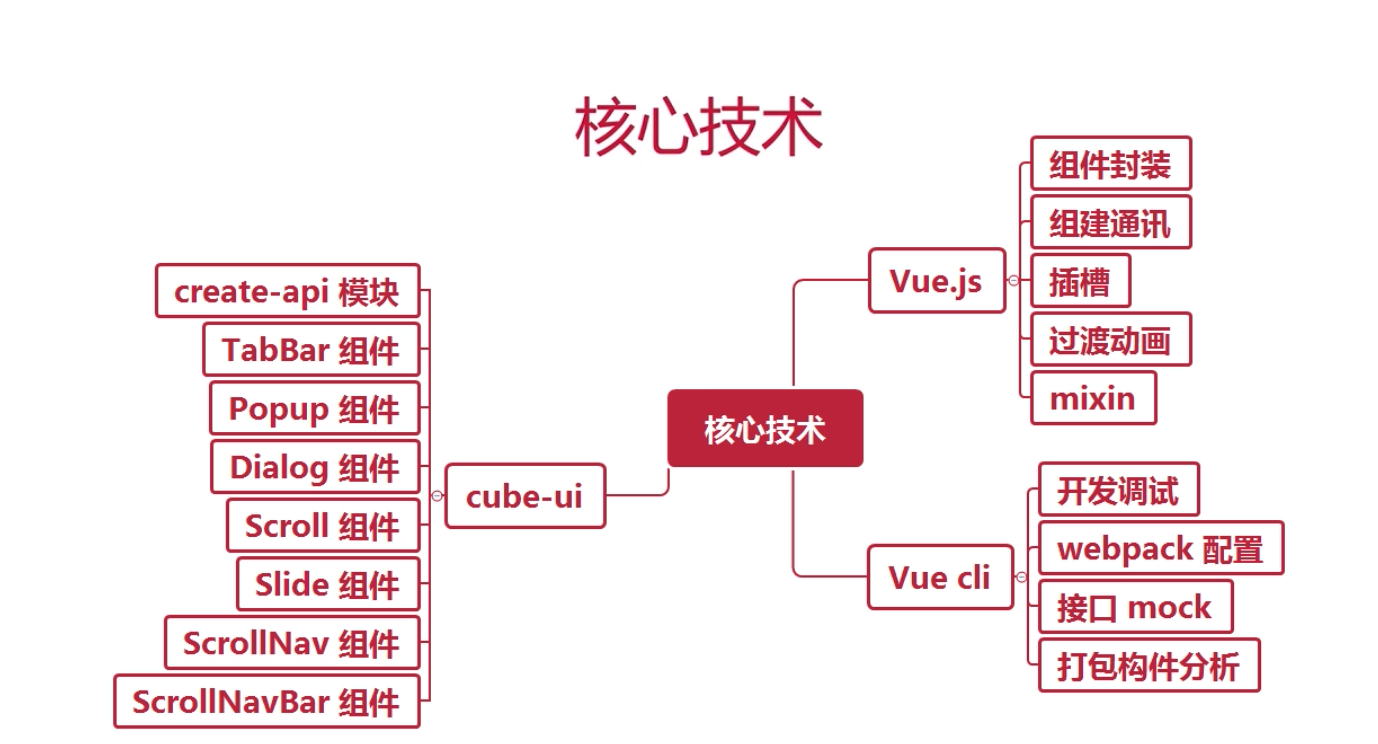 核心技术
核心技术
Vue.js
组件封装
组建通讯
插槽
过渡动画
mixin
Vue cli
开发调试
webpack 配置
接口 mock
打包构件分析
cube-ui
create-api 模块
TabBar 组件
Popup 组件
Dialog 组件
Scroll 组件
Slide 组件
ScrollNav 组件
ScrollNavBar 组件